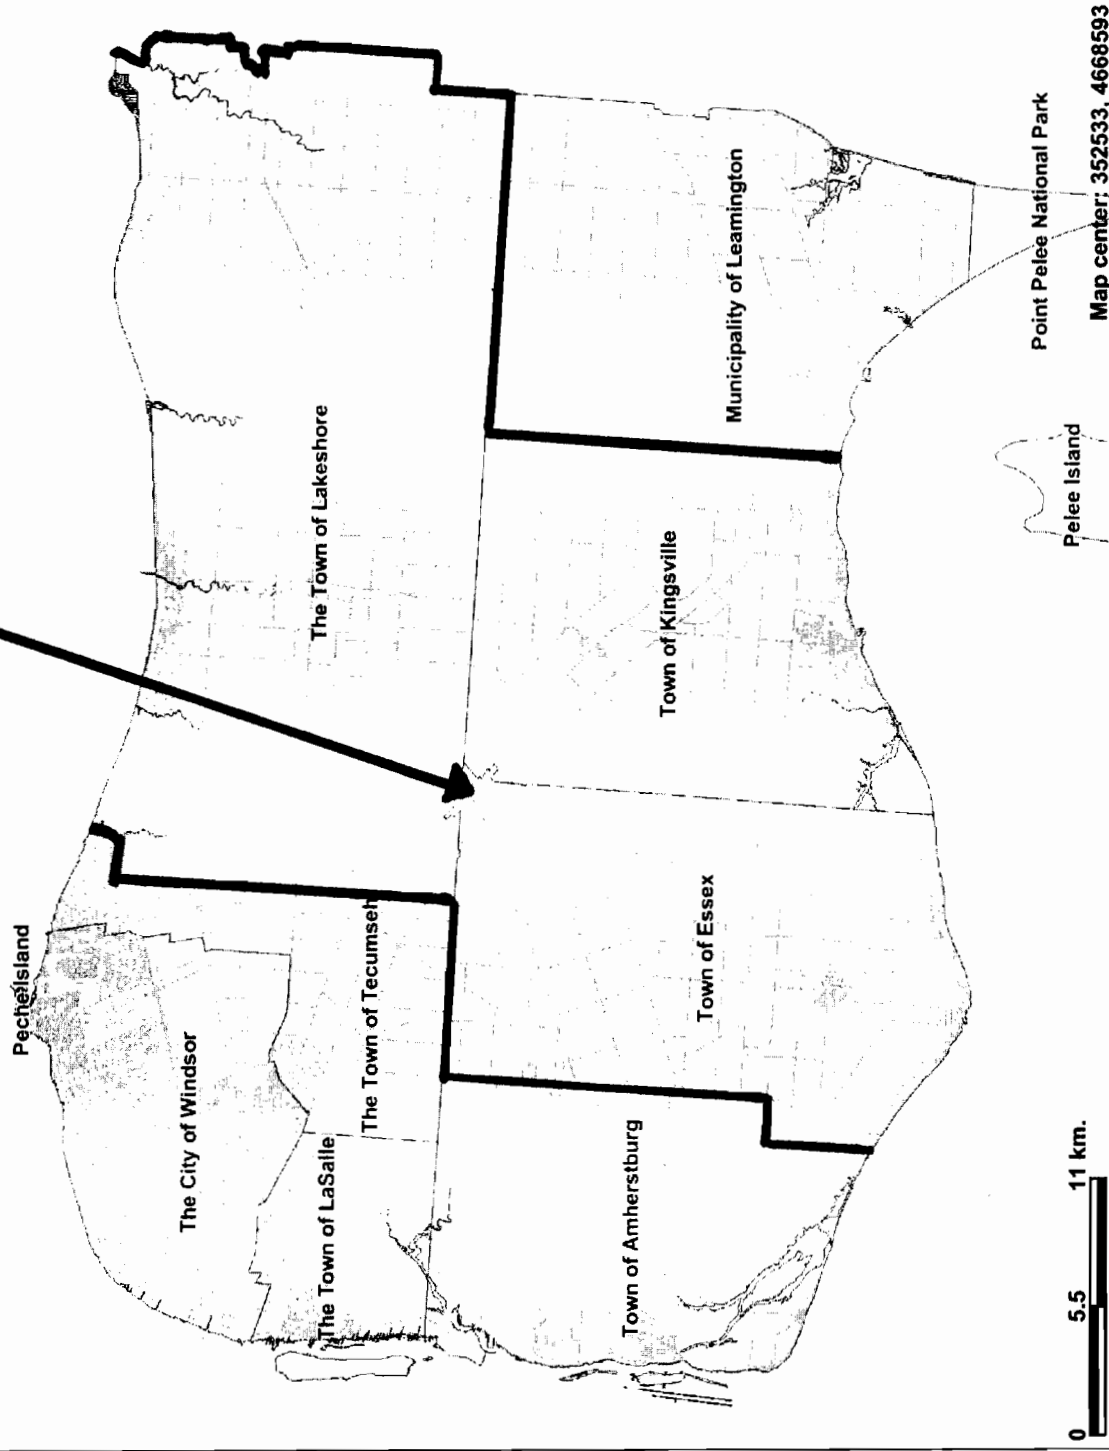 Peche Island
The City of Windsor
The Town of LaSalle
The Town of Tecumseh
The Town of Lakeshore
Town of Amherstburg
Town of Essex
Town of Kingsville
Municipality of Leamington
Point Pelee National Park
Pelee Island
0 5.5 11 km.
Map center: 352533, 4668593